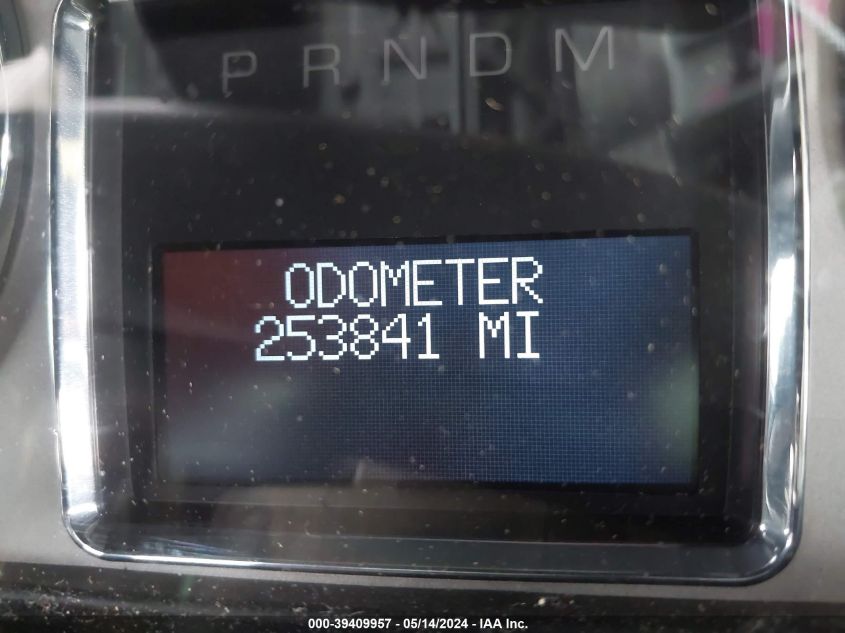 P R N D M
ODOMETER
253841 MI
000-39409957 - 05/14/2024 - IAA Inc.